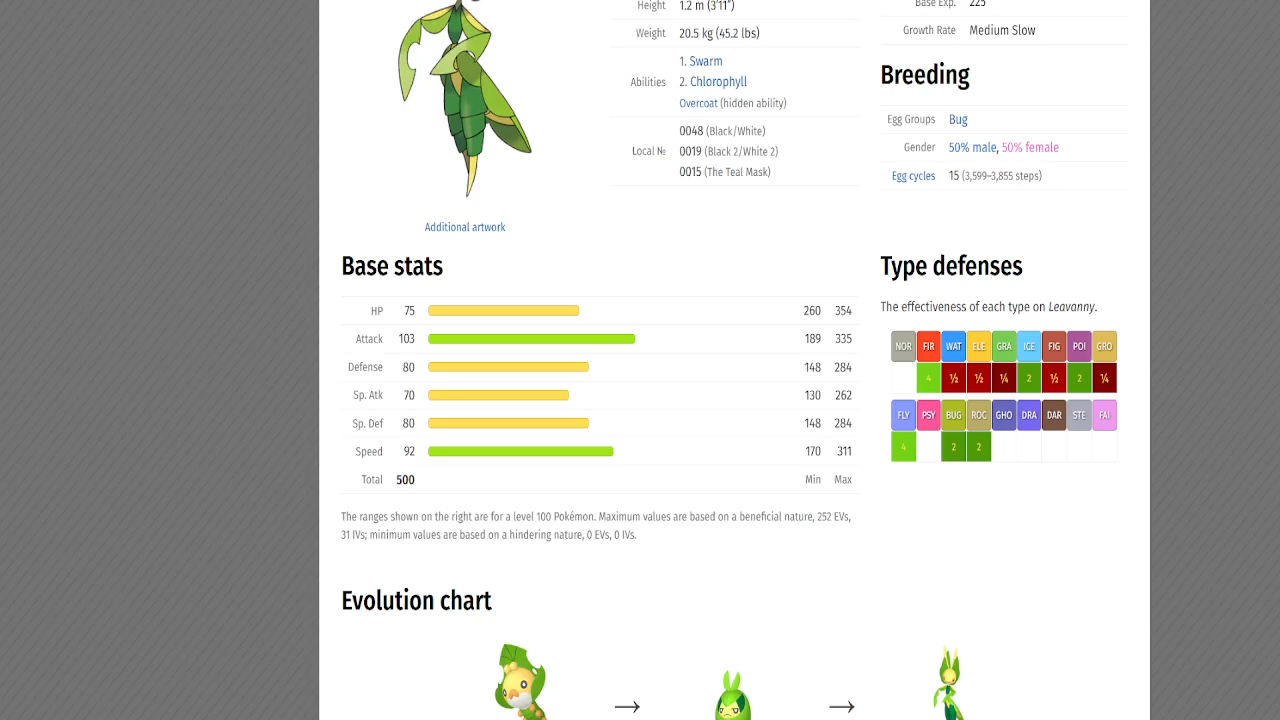 Height 1.2 m (3′11″)
Weight 20.5 kg (45.2 lbs)
Abilities 1. Swarm
2. Chlorophyll
Overcoat (hidden ability)
Local № 0048 (Black/White)
0019 (Black 2/White 2)
0015 (The Teal Mask)
Additional artwork
Base Exp. 225
Growth Rate Medium Slow
Breeding
Egg Groups Bug
Gender 50% male, 50% female
Egg cycles 15 (3,599–3,855 steps)
Base stats
HP 75 260 354
Attack 103 189 335
Defense 80 148 284
Sp. Atk 70 130 262
Sp. Def 80 148 284
Speed 92 170 311
Total 500 Min Max
The ranges shown on the right are for a level 100 Pokémon. Maximum values are based on a beneficial nature, 252 EVs,
31 IVs; minimum values are based on a hindering nature, 0 EVs, 0 IVs.
Type defenses
The effectiveness of each type on Leavanny.
NOR FIR WAT ELE GRA ICE FIG POI GRO
4 ½ ½ ¼ 2 ½ 2 ¼
FLY PSY BUG ROC GHO DRA DAR STE FAI
4 2 2
Evolution chart
→ →